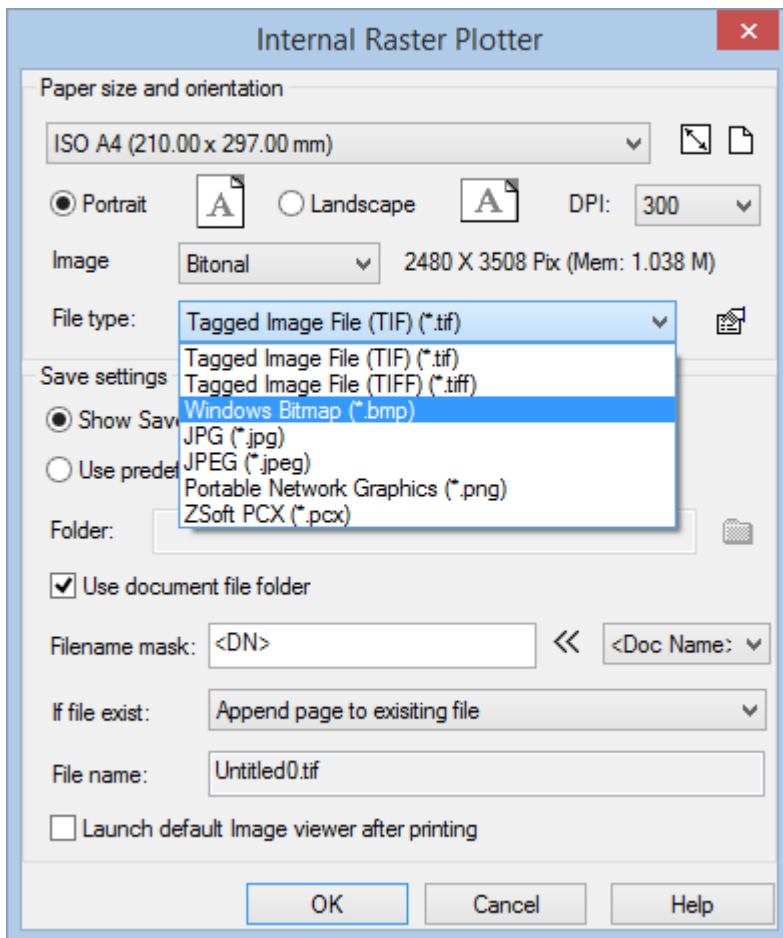 Internal Raster Plotter
Paper size and orientation
ISO A4 (210.00 x 297.00 mm)
Portrait A Landscape A DPI: 300
Image Bitonal 2480 X 3508 Pix (Mem: 1.038 M)
File type: Tagged Image File (TIF) (*.tif)
Tagged Image File (TIF) (*.tif)
Save settings
Tagged Image File (TIFF) (*.tiff)
Windows Bitmap (*.bmp)
Show Sav
JPG (*.jpg)
JPEG (*.jpeg)
Use predef
Portable Network Graphics (*.png)
ZSoft PCX (*.pcx)
Folder:
Use document file folder
Filename mask: <DN> << <Doc Name>
If file exist: Append page to exisiting file
File name: Untitled0.tif
Launch default Image viewer after printing
OK Cancel Help